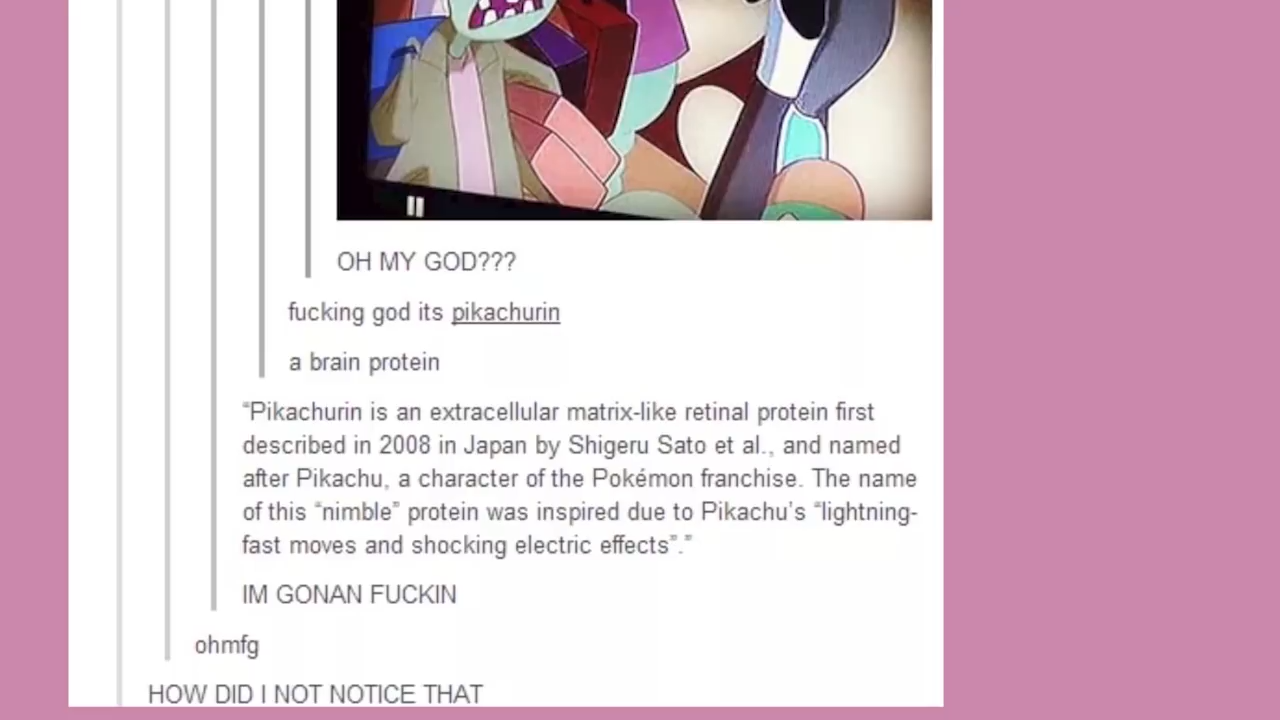 OH MY GOD???
fucking god its pikachurin
a brain protein
“Pikachurin is an extracellular matrix-like retinal protein first
described in 2008 in Japan by Shigeru Sato et al., and named
after Pikachu, a character of the Pokémon franchise. The name
of this “nimble” protein was inspired due to Pikachu’s “lightning-
fast moves and shocking electric effects”.”
IM GONAN FUCKIN
ohmfg
HOW DID I NOT NOTICE THAT